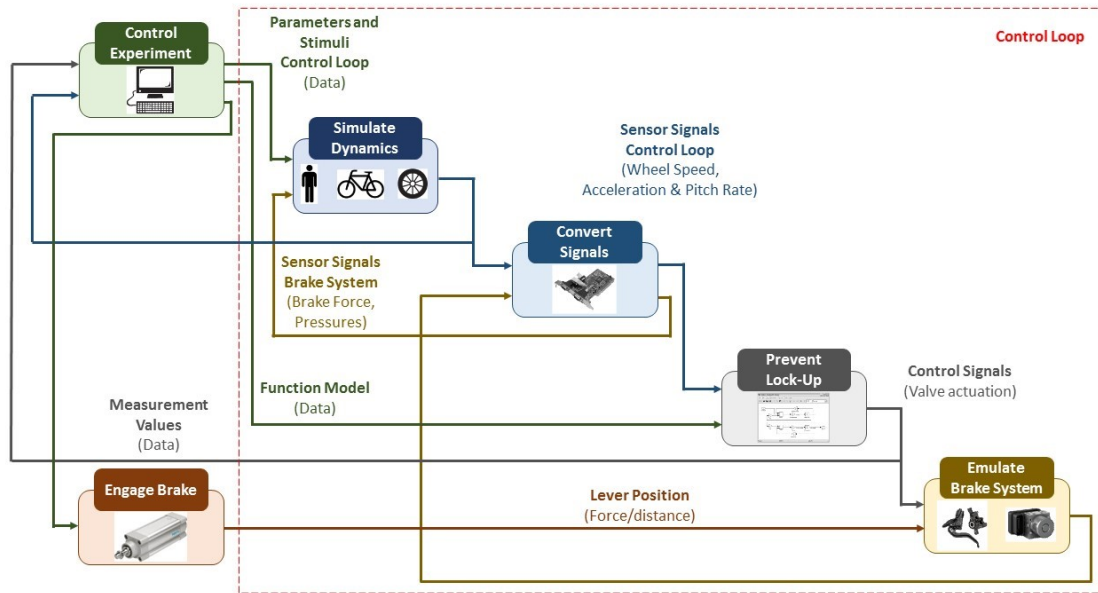 Control
Experiment
Parameters and
Stimuli
Control Loop
(Data)
Control Loop
Simulate
Dynamics
Sensor Signals
Control Loop
(Wheel Speed,
Acceleration & Pitch Rate)
Convert
Signals
Sensor Signals
Brake System
(Brake Force,
Pressures)
Prevent
Lock-Up
Control Signals
(Valve actuation)
Function Model
(Data)
Measurement
Values
(Data)
Engage Brake
Lever Position
(Force/distance)
Emulate
Brake System